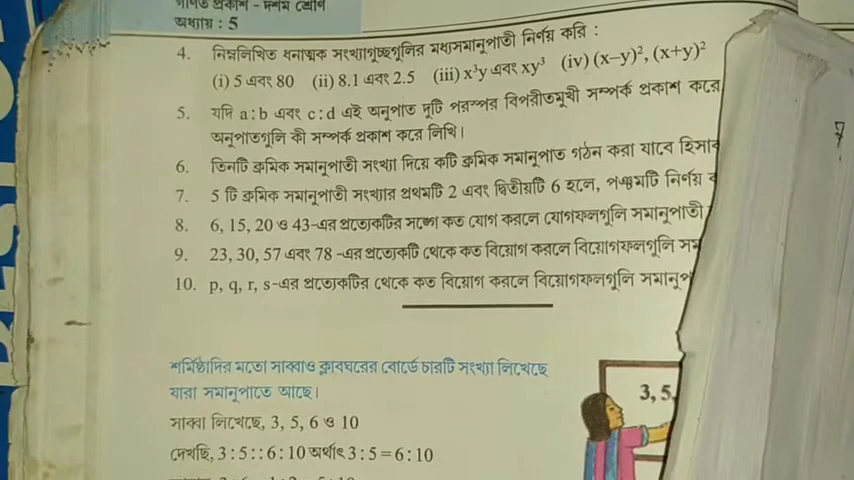 গণিত প্রকাশ - দশম শ্রেণি
অধ্যায় : 5
4. নিম্নলিখিত ধনাত্মক সংখ্যাগুচ্ছগুলির মধ্যসমানুপাতী নির্ণয় করি :
(i) 5 এবং 80 (ii) 8.1 এবং 2.5 (iii) x³y এবং xy³ (iv) (x–y)², (x+y)²
5. যদি a : b এবং c : d এই অনুপাত দুটি পরস্পর বিপরীতমুখী সম্পর্ক প্রকাশ করে
অনুপাতগুলি কী সম্পর্ক প্রকাশ করে লিখি।
6. তিনটি ক্রমিক সমানুপাতী সংখ্যা দিয়ে কটি ক্রমিক সমানুপাত গঠন করা যাবে হিসাব
7. 5 টি ক্রমিক সমানুপাতী সংখ্যার প্রথমটি 2 এবং দ্বিতীয়টি 6 হলে, পঞ্চমটি নির্ণয়
8. 6, 15, 20 ও 43-এর প্রত্যেকটির সঙ্গে কত যোগ করলে যোগফলগুলি সমানুপাতী
9. 23, 30, 57 এবং 78 -এর প্রত্যেকটি থেকে কত বিয়োগ করলে বিয়োগফলগুলি
10. p, q, r, s-এর প্রত্যেকটির থেকে কত বিয়োগ করলে বিয়োগফলগুলি
শর্মিষ্ঠাদির মতো সাব্বাও ক্লাবঘরের বোর্ডে চারটি সংখ্যা লিখেছে
যারা সমানুপাতে আছে।
সাব্বা লিখেছে, 3, 5, 6 ও 10
দেখছি, 3 : 5 : : 6 : 10 অর্থাৎ 3 : 5 = 6 : 10
3, 5,